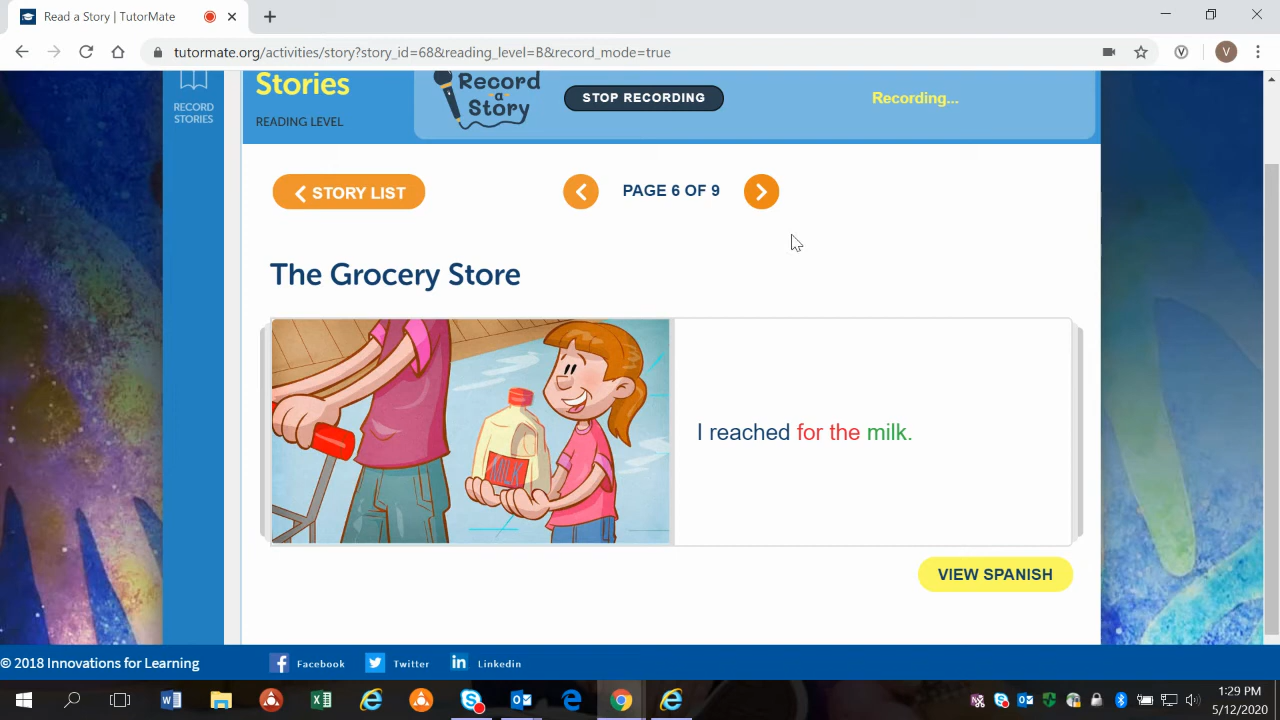 Read a Story | TutorMate
tutormate.org/activities/story?story_id=68&reading_level=B&record_mode=true
V
V
RECORD
STORIES
Stories
READING LEVEL
Record
a
Story
STOP RECORDING
Recording...
STORY LIST
PAGE 6 OF 9
The Grocery Store
MILK
I reached for the milk.
VIEW SPANISH
© 2018 Innovations for Learning
Facebook
Twitter
Linkedin
1:29 PM
5/12/2020